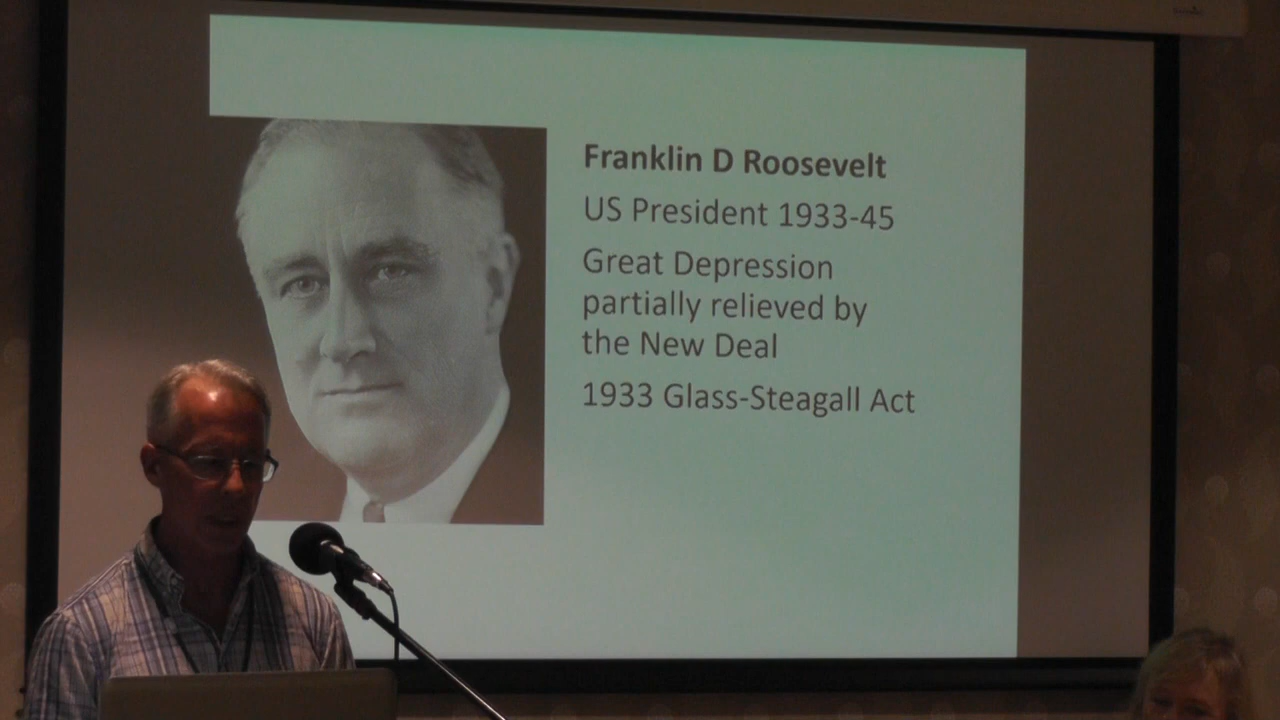 Franklin D Roosevelt
US President 1933-45
Great Depression
partially relieved by
the New Deal
1933 Glass-Steagall Act